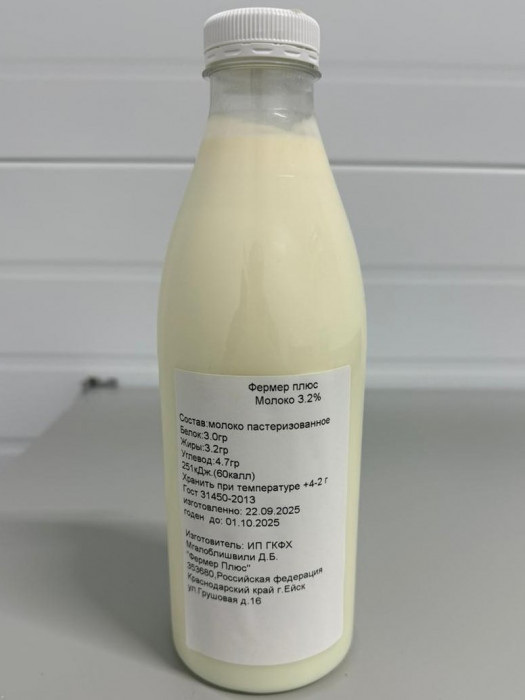 Фермер плюс
Молоко 3.2%
Состав:молоко пастеризованное
Белок:3.0гр
Жиры:3.2гр
Углевод:4.7гр
251кДж.(60калл)
Хранить при температуре +4-2 г
Гост 31450-2013
изготовленно: 22.09.2025
годен до: 01.10.2025
Изготовитель: ИП ГКФХ
Мгалоблишвили Д.Б.
"Фермер Плюс"
353680,Российская федерация
Краснодарский край г.Ейск
ул.Грушовая д.16